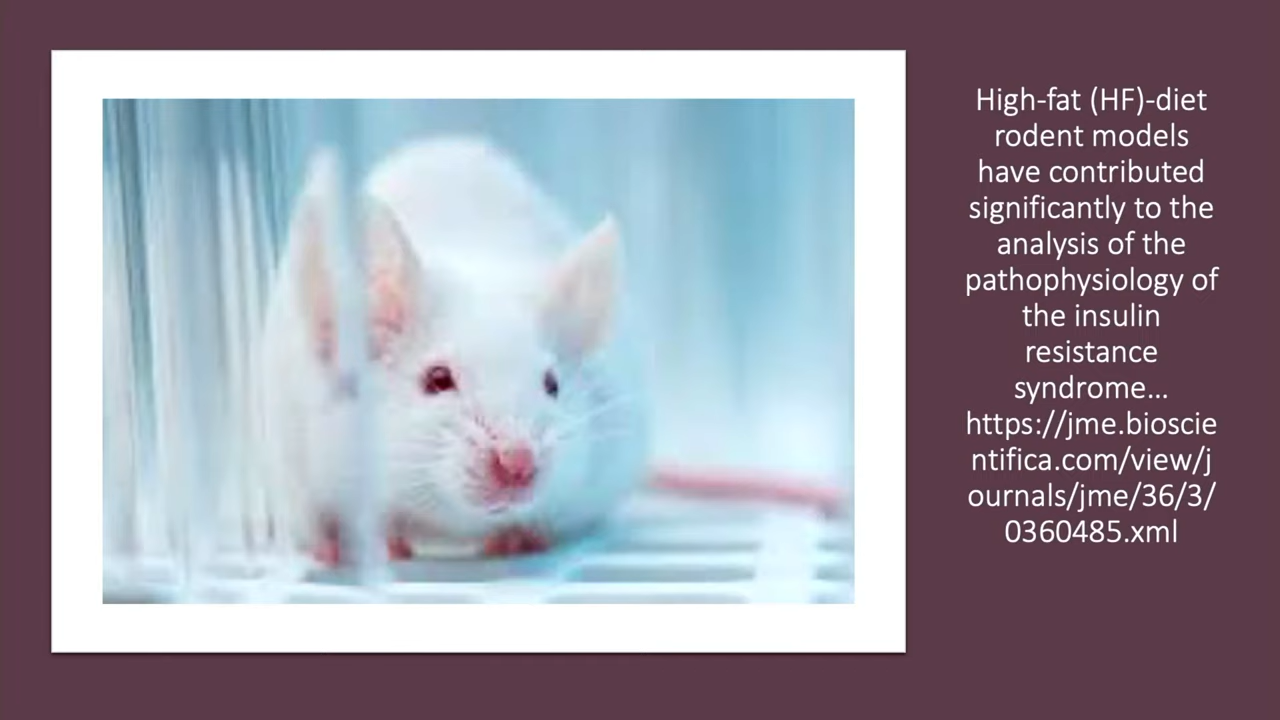 High-fat (HF)-diet
rodent models
have contributed
significantly to the
analysis of the
pathophysiology of
the insulin
resistance
syndrome...
https://jme.bioscie
ntifica.com/view/j
ournals/jme/36/3/
0360485.xml